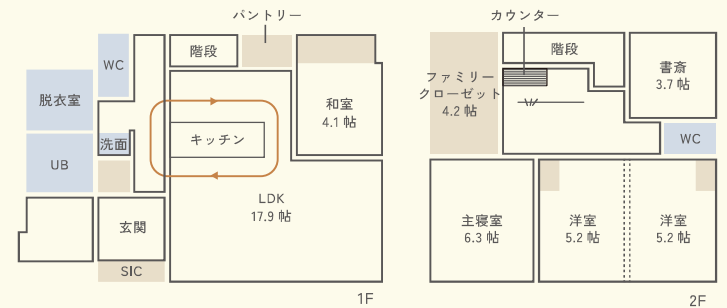 パントリー
階段
WC
脱衣室
和室
4.1 帖
キッチン
洗面
UB
LDK
17.9 帖
玄関
SIC
1F
カウンター
階段
書斎
3.7 帖
ファミリー
クローゼット
4.2 帖
WC
主寝室
6.3 帖
洋室
5.2 帖
洋室
5.2 帖
2F